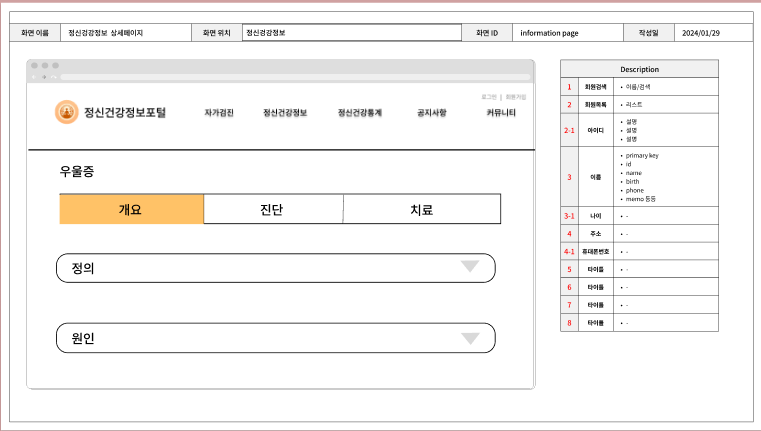 화면 이름 정신건강정보 상세페이지 화면 위치 정신건강정보 화면 ID information page 작성일 2024/01/29
로그인 | 회원가입
정신건강정보포털 자가검진 정신건강정보 정신건강통계 공지사항 커뮤니티
우울증
개요 진단 치료
정의
원인
Description
1 회원검색 • 이름/검색
2 회원목록 • 리스트
2-1 아이디 • 설명
• 설명
• 설명
3 이름 • primary key
• id
• name
• birth
• phone
• memo 등등
3-1 나이 • -
4 주소 • -
4-1 휴대폰번호 • -
5 타이틀 • -
6 타이틀 • -
7 타이틀 • -
8 타이틀 • -